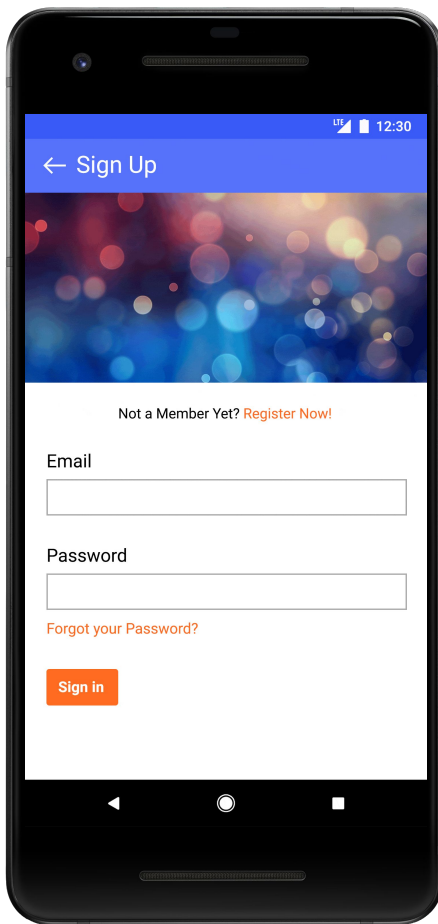 LTE 12:30
Sign Up
Not a Member Yet? Register Now!
Email
Password
Forgot your Password?
Sign in